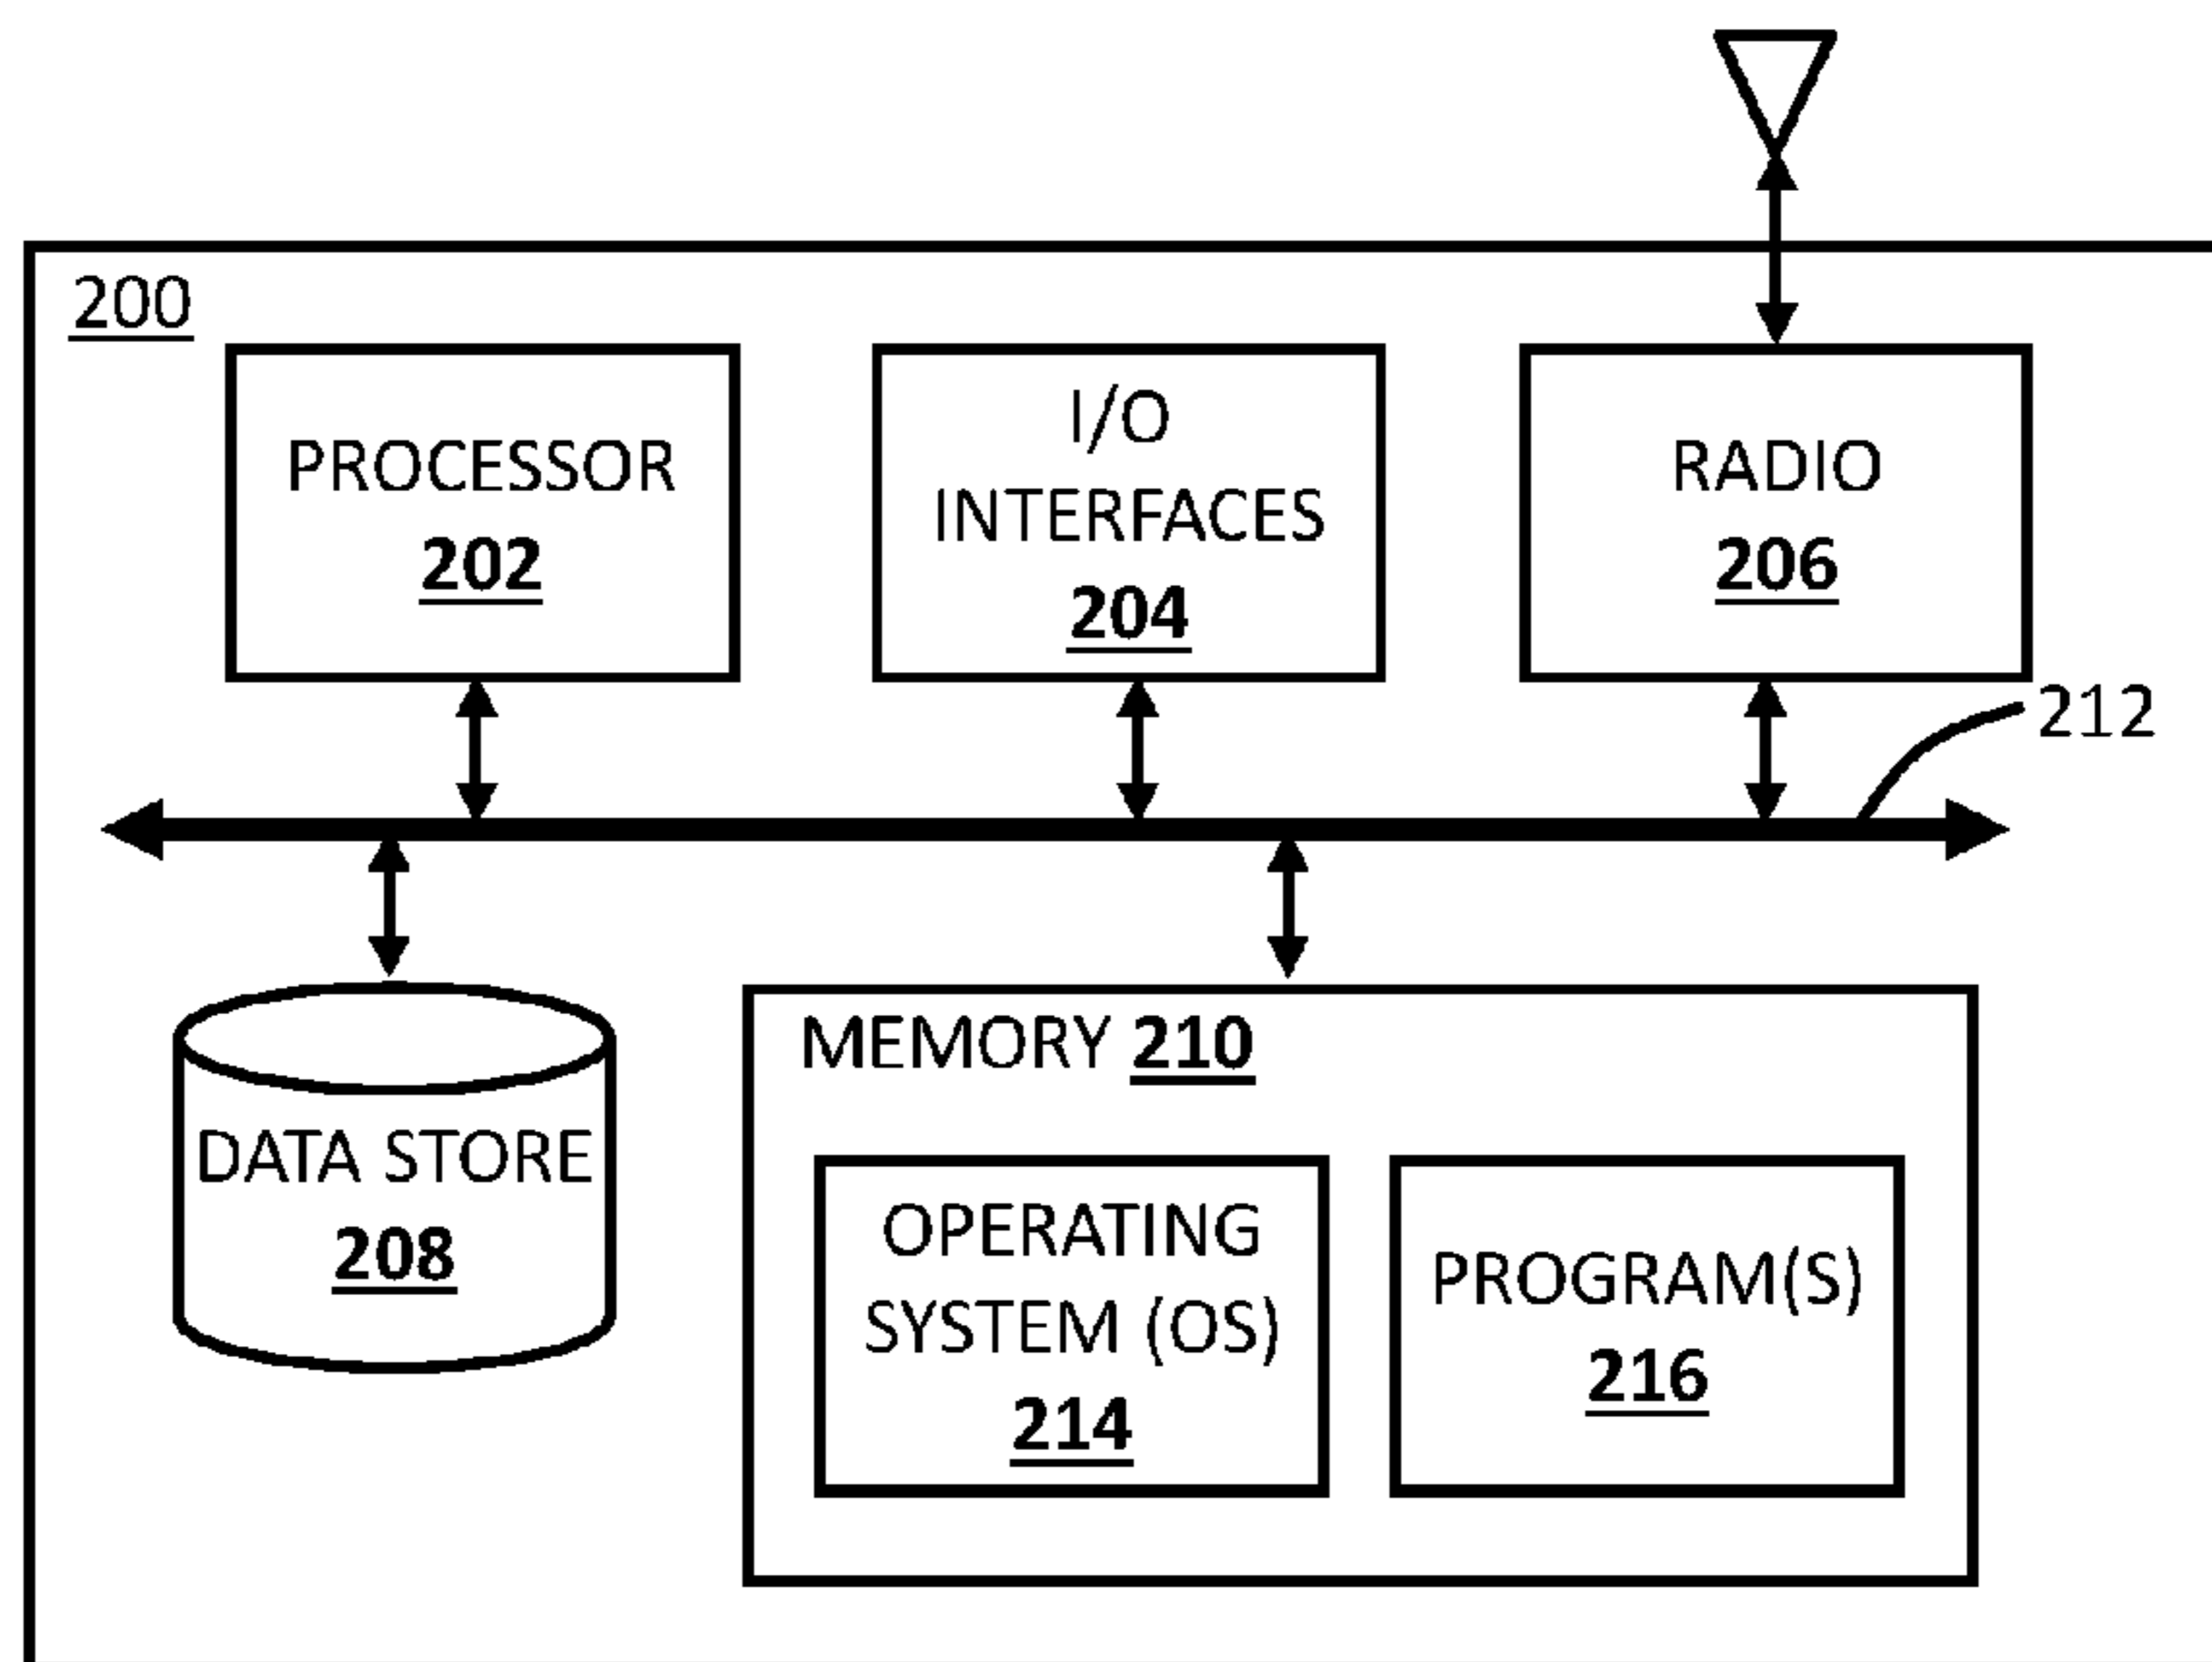 200
PROCESSOR
202
I/O
INTERFACES
204
RADIO
206
212
DATA STORE
208
MEMORY 210
OPERATING
SYSTEM (OS)
214
PROGRAM(S)
216